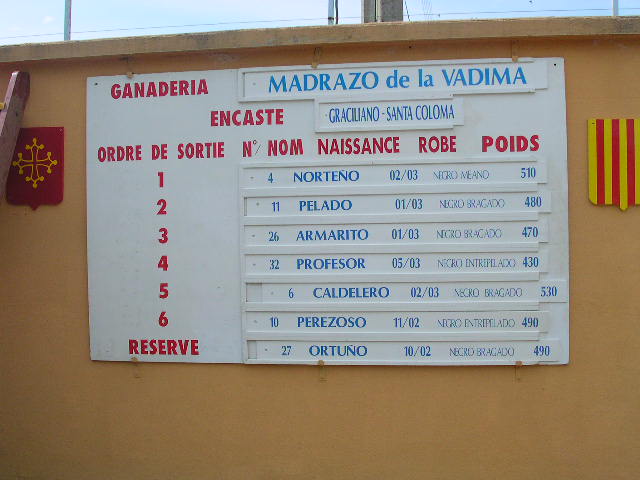 GANADERIA MADRAZO de la VADIMA
ENCASTE GRACILIANO - SANTA COLOMA
ORDRE DE SORTIE N°/ NOM NAISSANCE ROBE POIDS
1 4 NORTEÑO 02/03 NEGRO MEANO 510
2 11 PELADO 01/03 NEGRO BRAGADO 480
3 26 ARMARITO 01/03 NEGRO BRAGADO 470
4 32 PROFESOR 05/03 NEGRO ENTREPELADO 430
5 6 CALDELERO 02/03 NEGRO BRAGADO 530
6 10 PEREZOSO 11/02 NEGRO ENTREPELADO 490
RESERVE 27 ORTUÑO 10/02 NEGRO BRAGADO 490